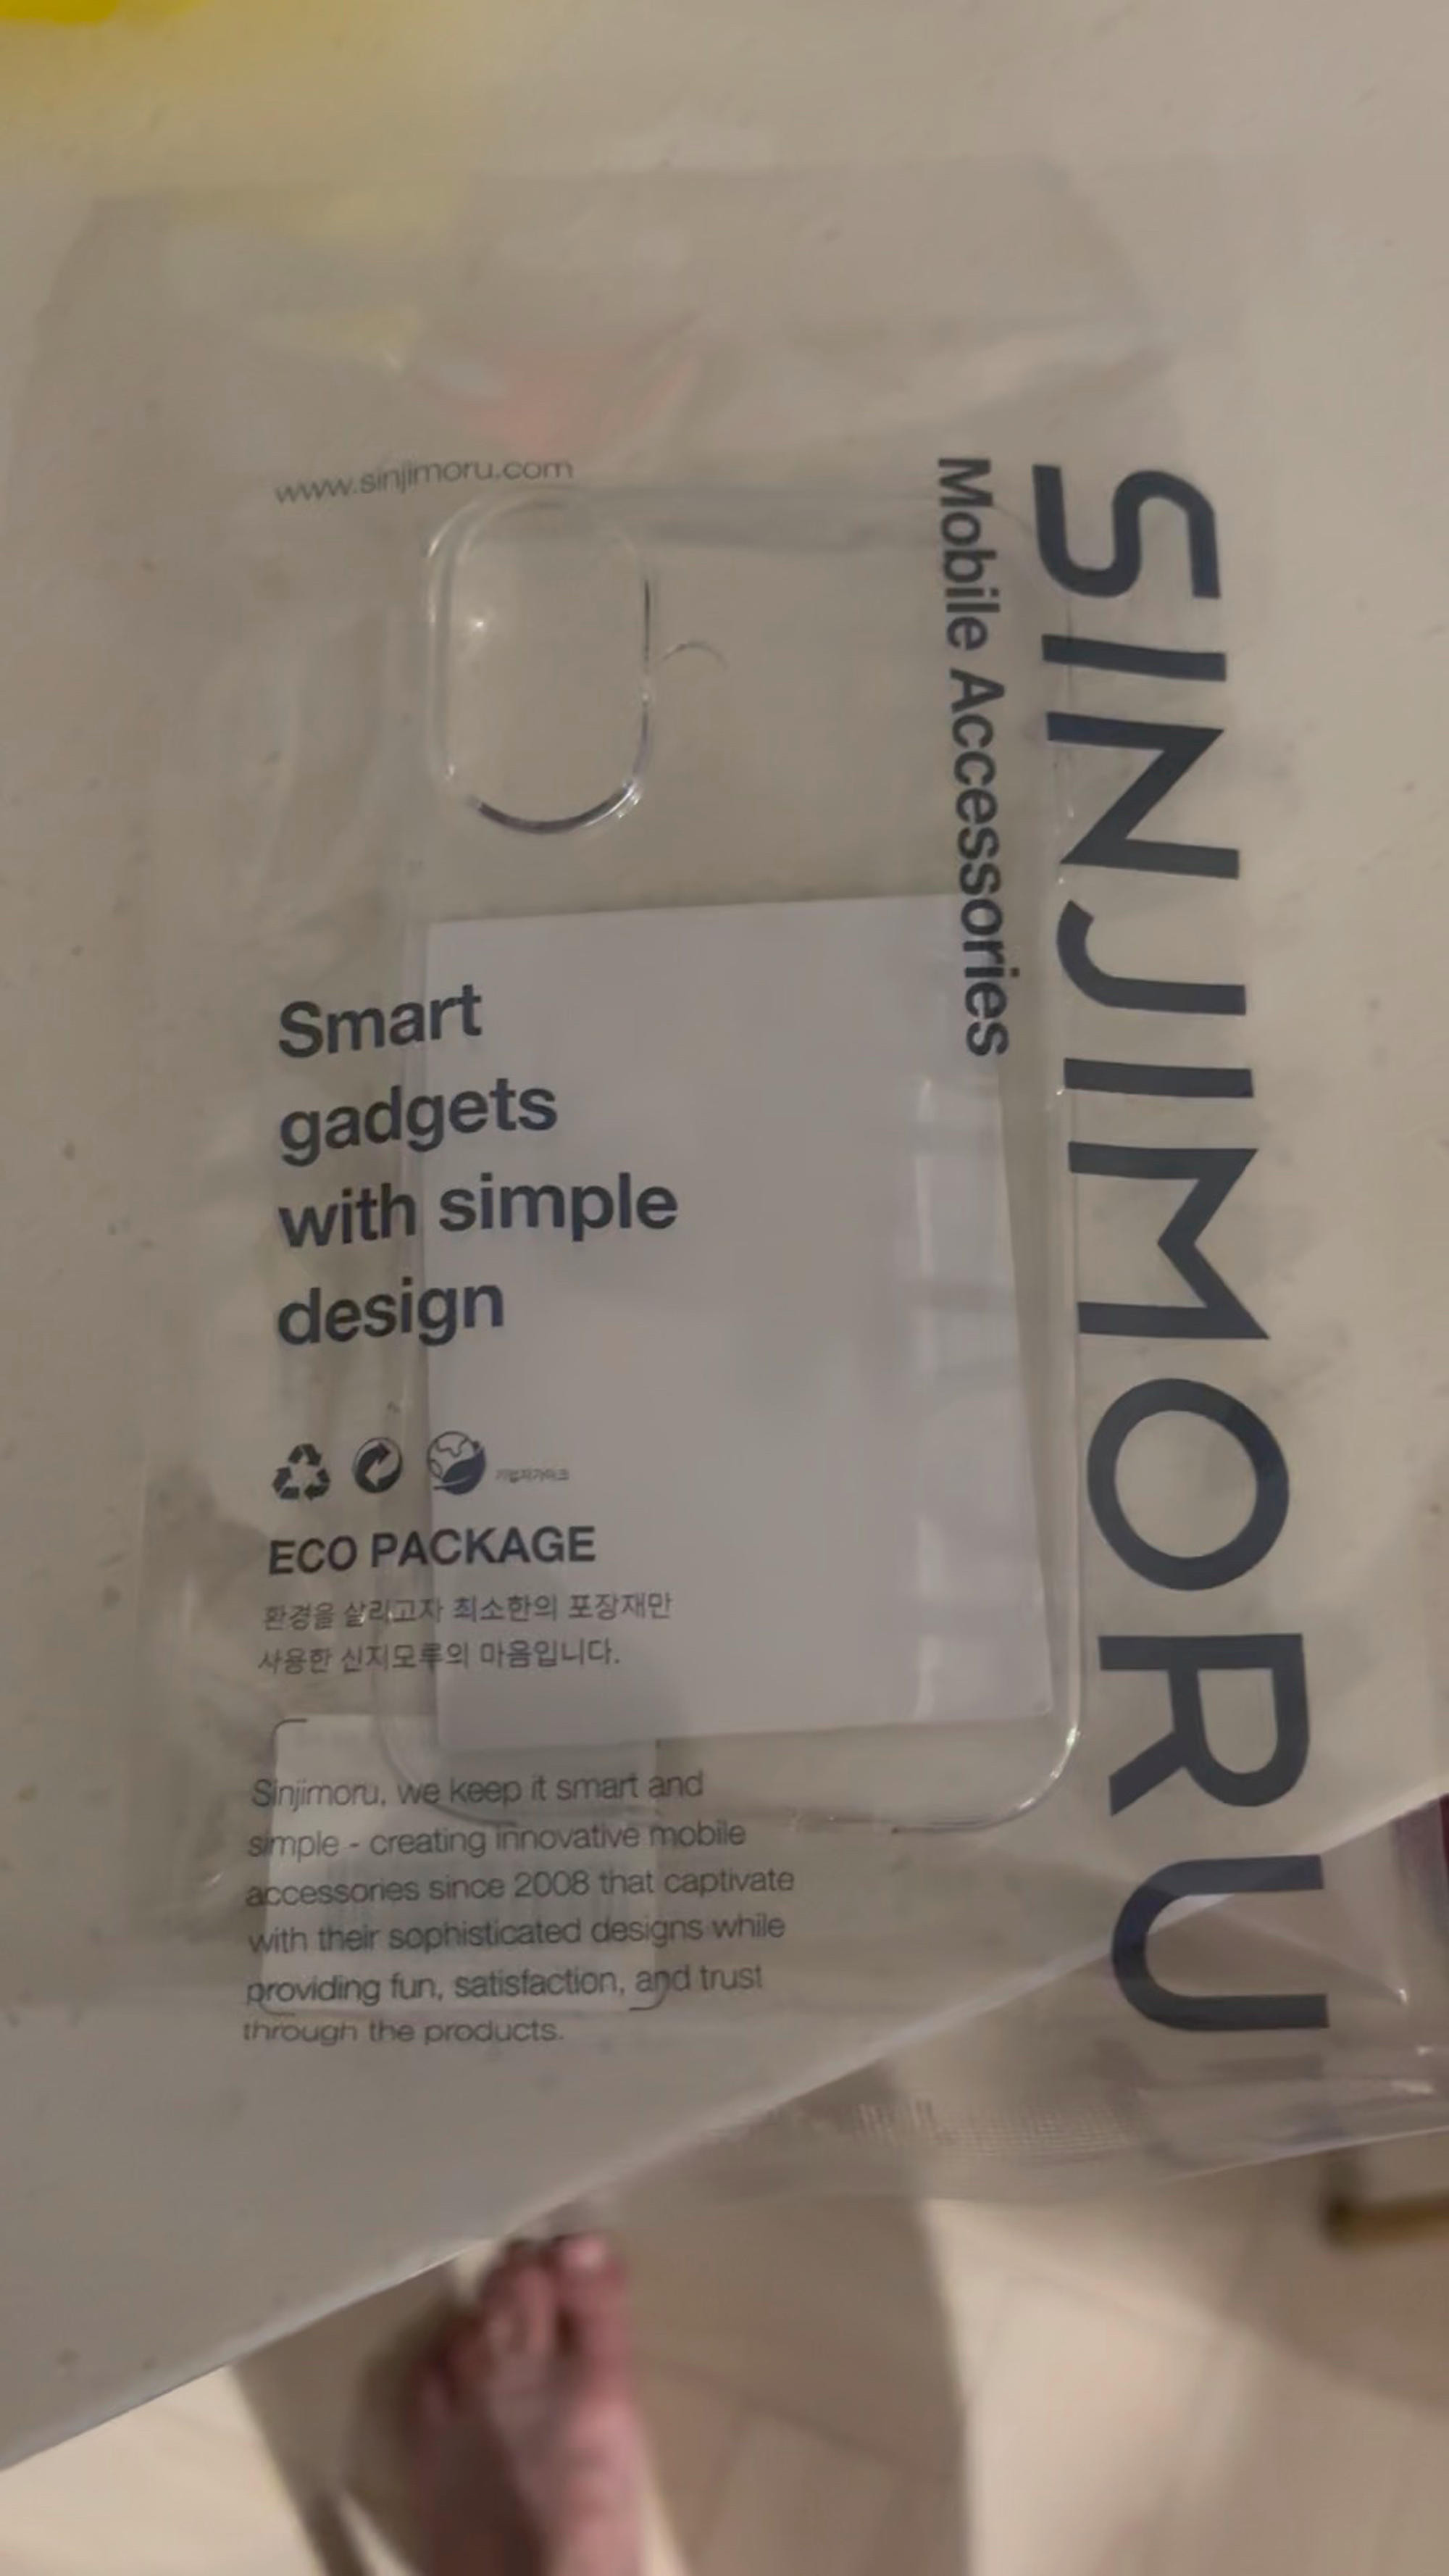 www.sinjimoru.com
SINJIMORU
Mobile Accessories
Smart
gadgets
with simple
design
ECO PACKAGE
환경을 살리고자 최소한의 포장재만
사용한 신지모루의 마음입니다.
Sinjimoru, we keep it smart and
simple - creating innovative mobile
accessories since 2008 that captivate
with their sophisticated designs while
providing fun, satisfaction, and trust
through the products.